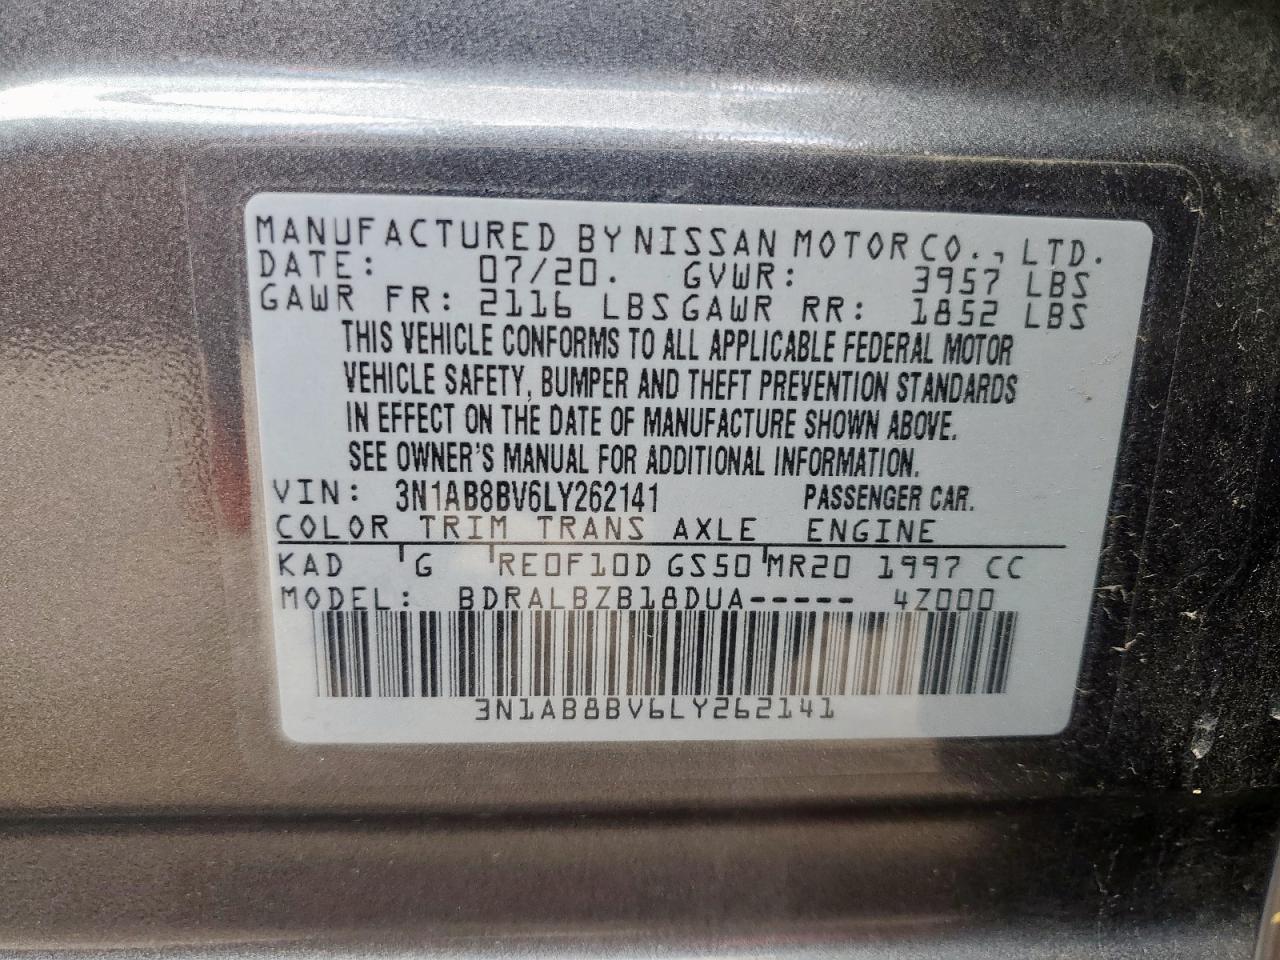 MANUFACTURED BY NISSAN MOTOR CO., LTD.
DATE: 07/20. GVWR: 3957 LBS
GAWR FR: 2116 LBS GAWR RR: 1852 LBS
THIS VEHICLE CONFORMS TO ALL APPLICABLE FEDERAL MOTOR
VEHICLE SAFETY, BUMPER AND THEFT PREVENTION STANDARDS
IN EFFECT ON THE DATE OF MANUFACTURE SHOWN ABOVE.
SEE OWNER'S MANUAL FOR ADDITIONAL INFORMATION.
VIN: 3N1AB8BV6LY262141 PASSENGER CAR.
COLOR TRIM TRANS AXLE ENGINE
KAD G RE0F10D GS50 MR20 1997 CC
MODEL: BDRALBZB18DUA----- 4Z000
3N1AB8BV6LY262141